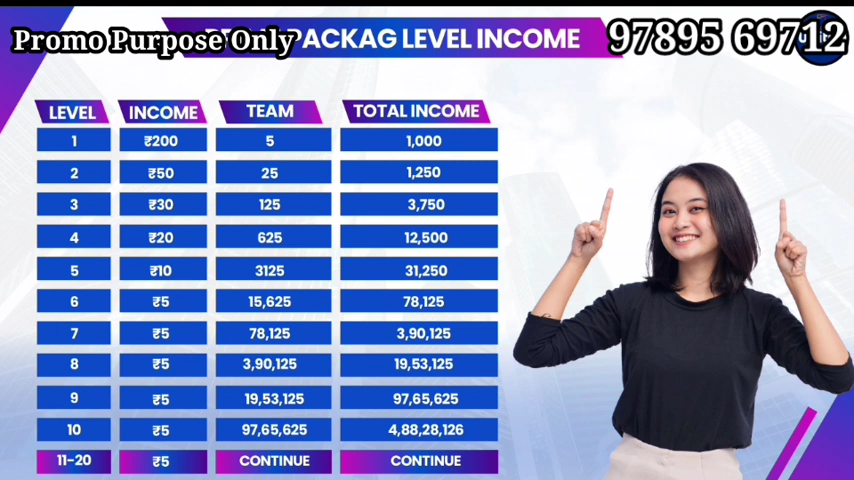 Promo Purpose Only PACKAG LEVEL INCOME 97895 69712
LEVEL INCOME TEAM TOTAL INCOME
1 ₹200 5 1,000
2 ₹50 25 1,250
3 ₹30 125 3,750
4 ₹20 625 12,500
5 ₹10 3125 31,250
6 ₹5 15,625 78,125
7 ₹5 78,125 3,90,125
8 ₹5 3,90,125 19,53,125
9 ₹5 19,53,125 97,65,625
10 ₹5 97,65,625 4,88,28,126
11-20 ₹5 CONTINUE CONTINUE